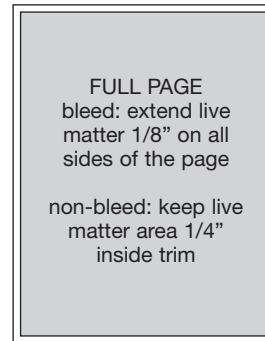 FULL PAGE
bleed: extend live
matter 1/8” on all
sides of the page
non-bleed: keep live
matter area 1/4”
inside trim